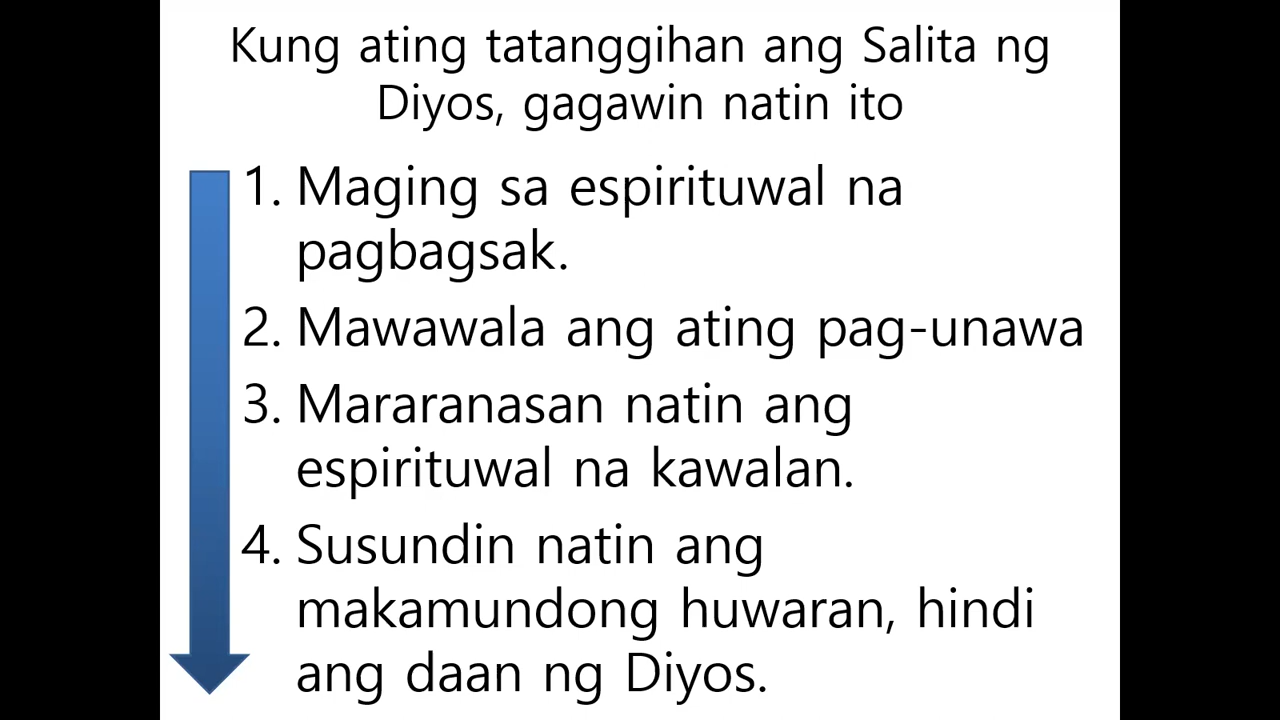 Kung ating tatanggihan ang Salita ng
Diyos, gagawin natin ito
1. Maging sa espirituwal na
pagbagsak.
2. Mawawala ang ating pag-unawa
3. Mararanasan natin ang
espirituwal na kawalan.
4. Susundin natin ang
makamundong huwaran, hindi
ang daan ng Diyos.